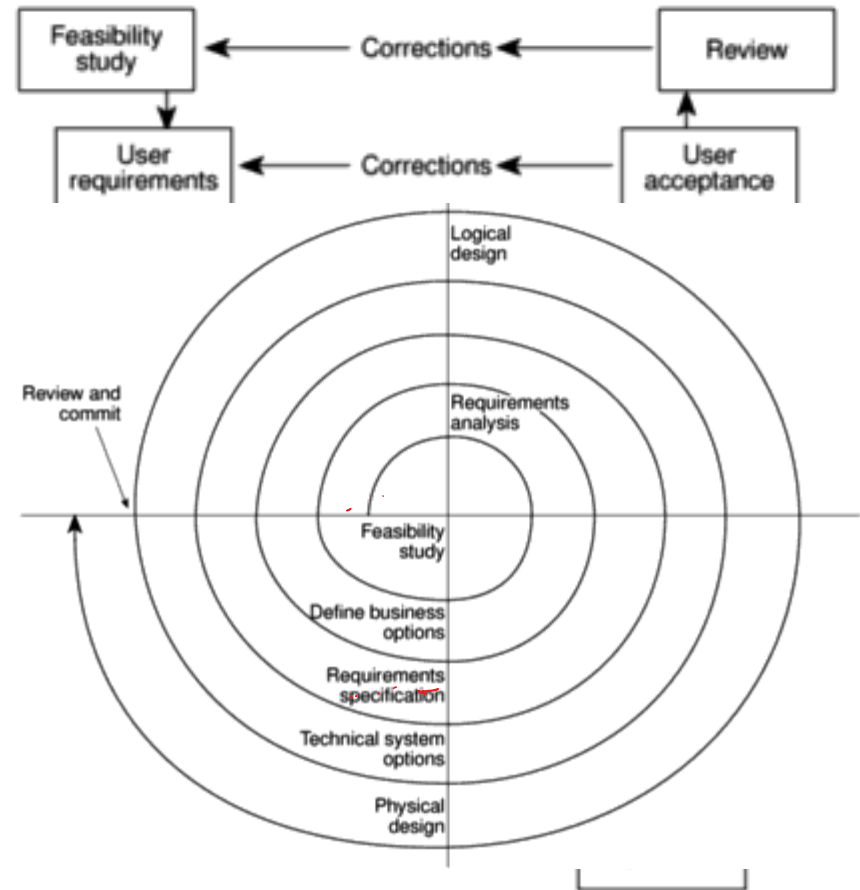 Feasibility
study
Corrections
Review
User
requirements
Corrections
User
acceptance
Logical
design
Review and
commit
Requirements
analysis
Feasibility
study
Define business
options
Requirements
specification
Technical system
options
Physical
design